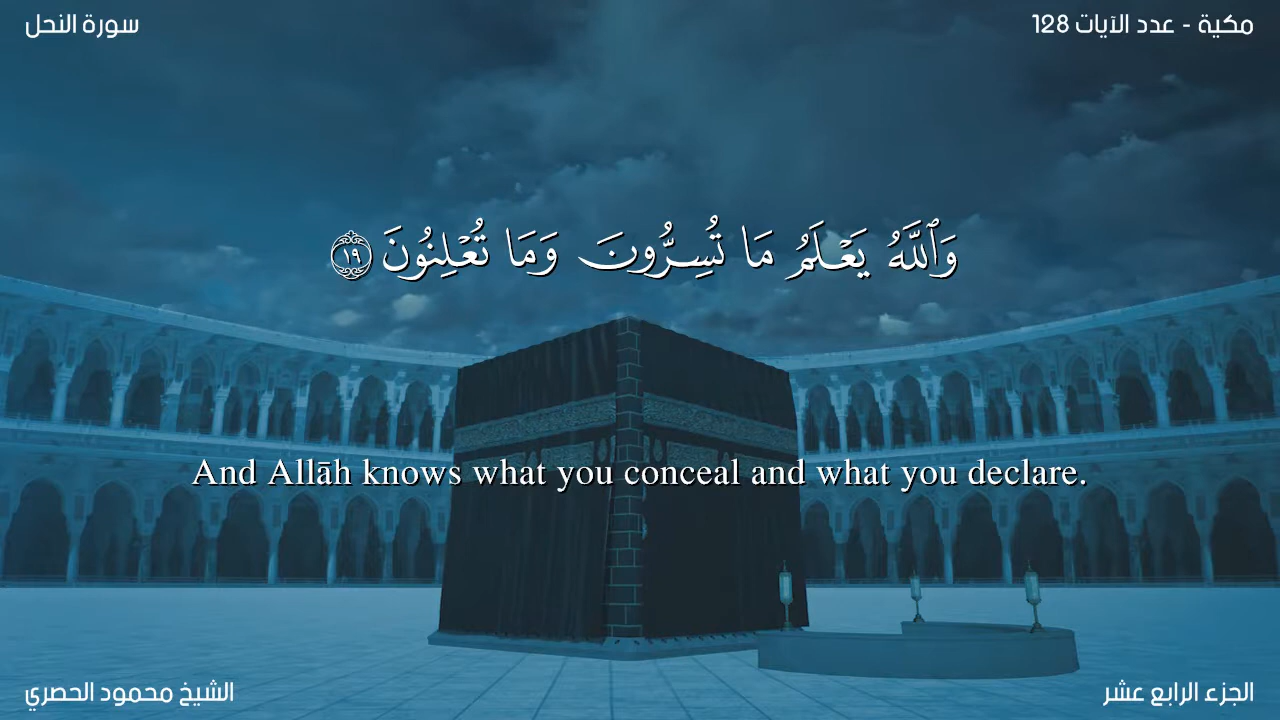 مكية - عدد الآيات 128
سورة النحل
وَٱللَّهُ يَعْلَمُ مَا تُسِرُّونَ وَمَا تُعْلِنُونَ ١٩
And Allāh knows what you conceal and what you declare.
الجزء الرابع عشر
الشيخ محمود الحصري